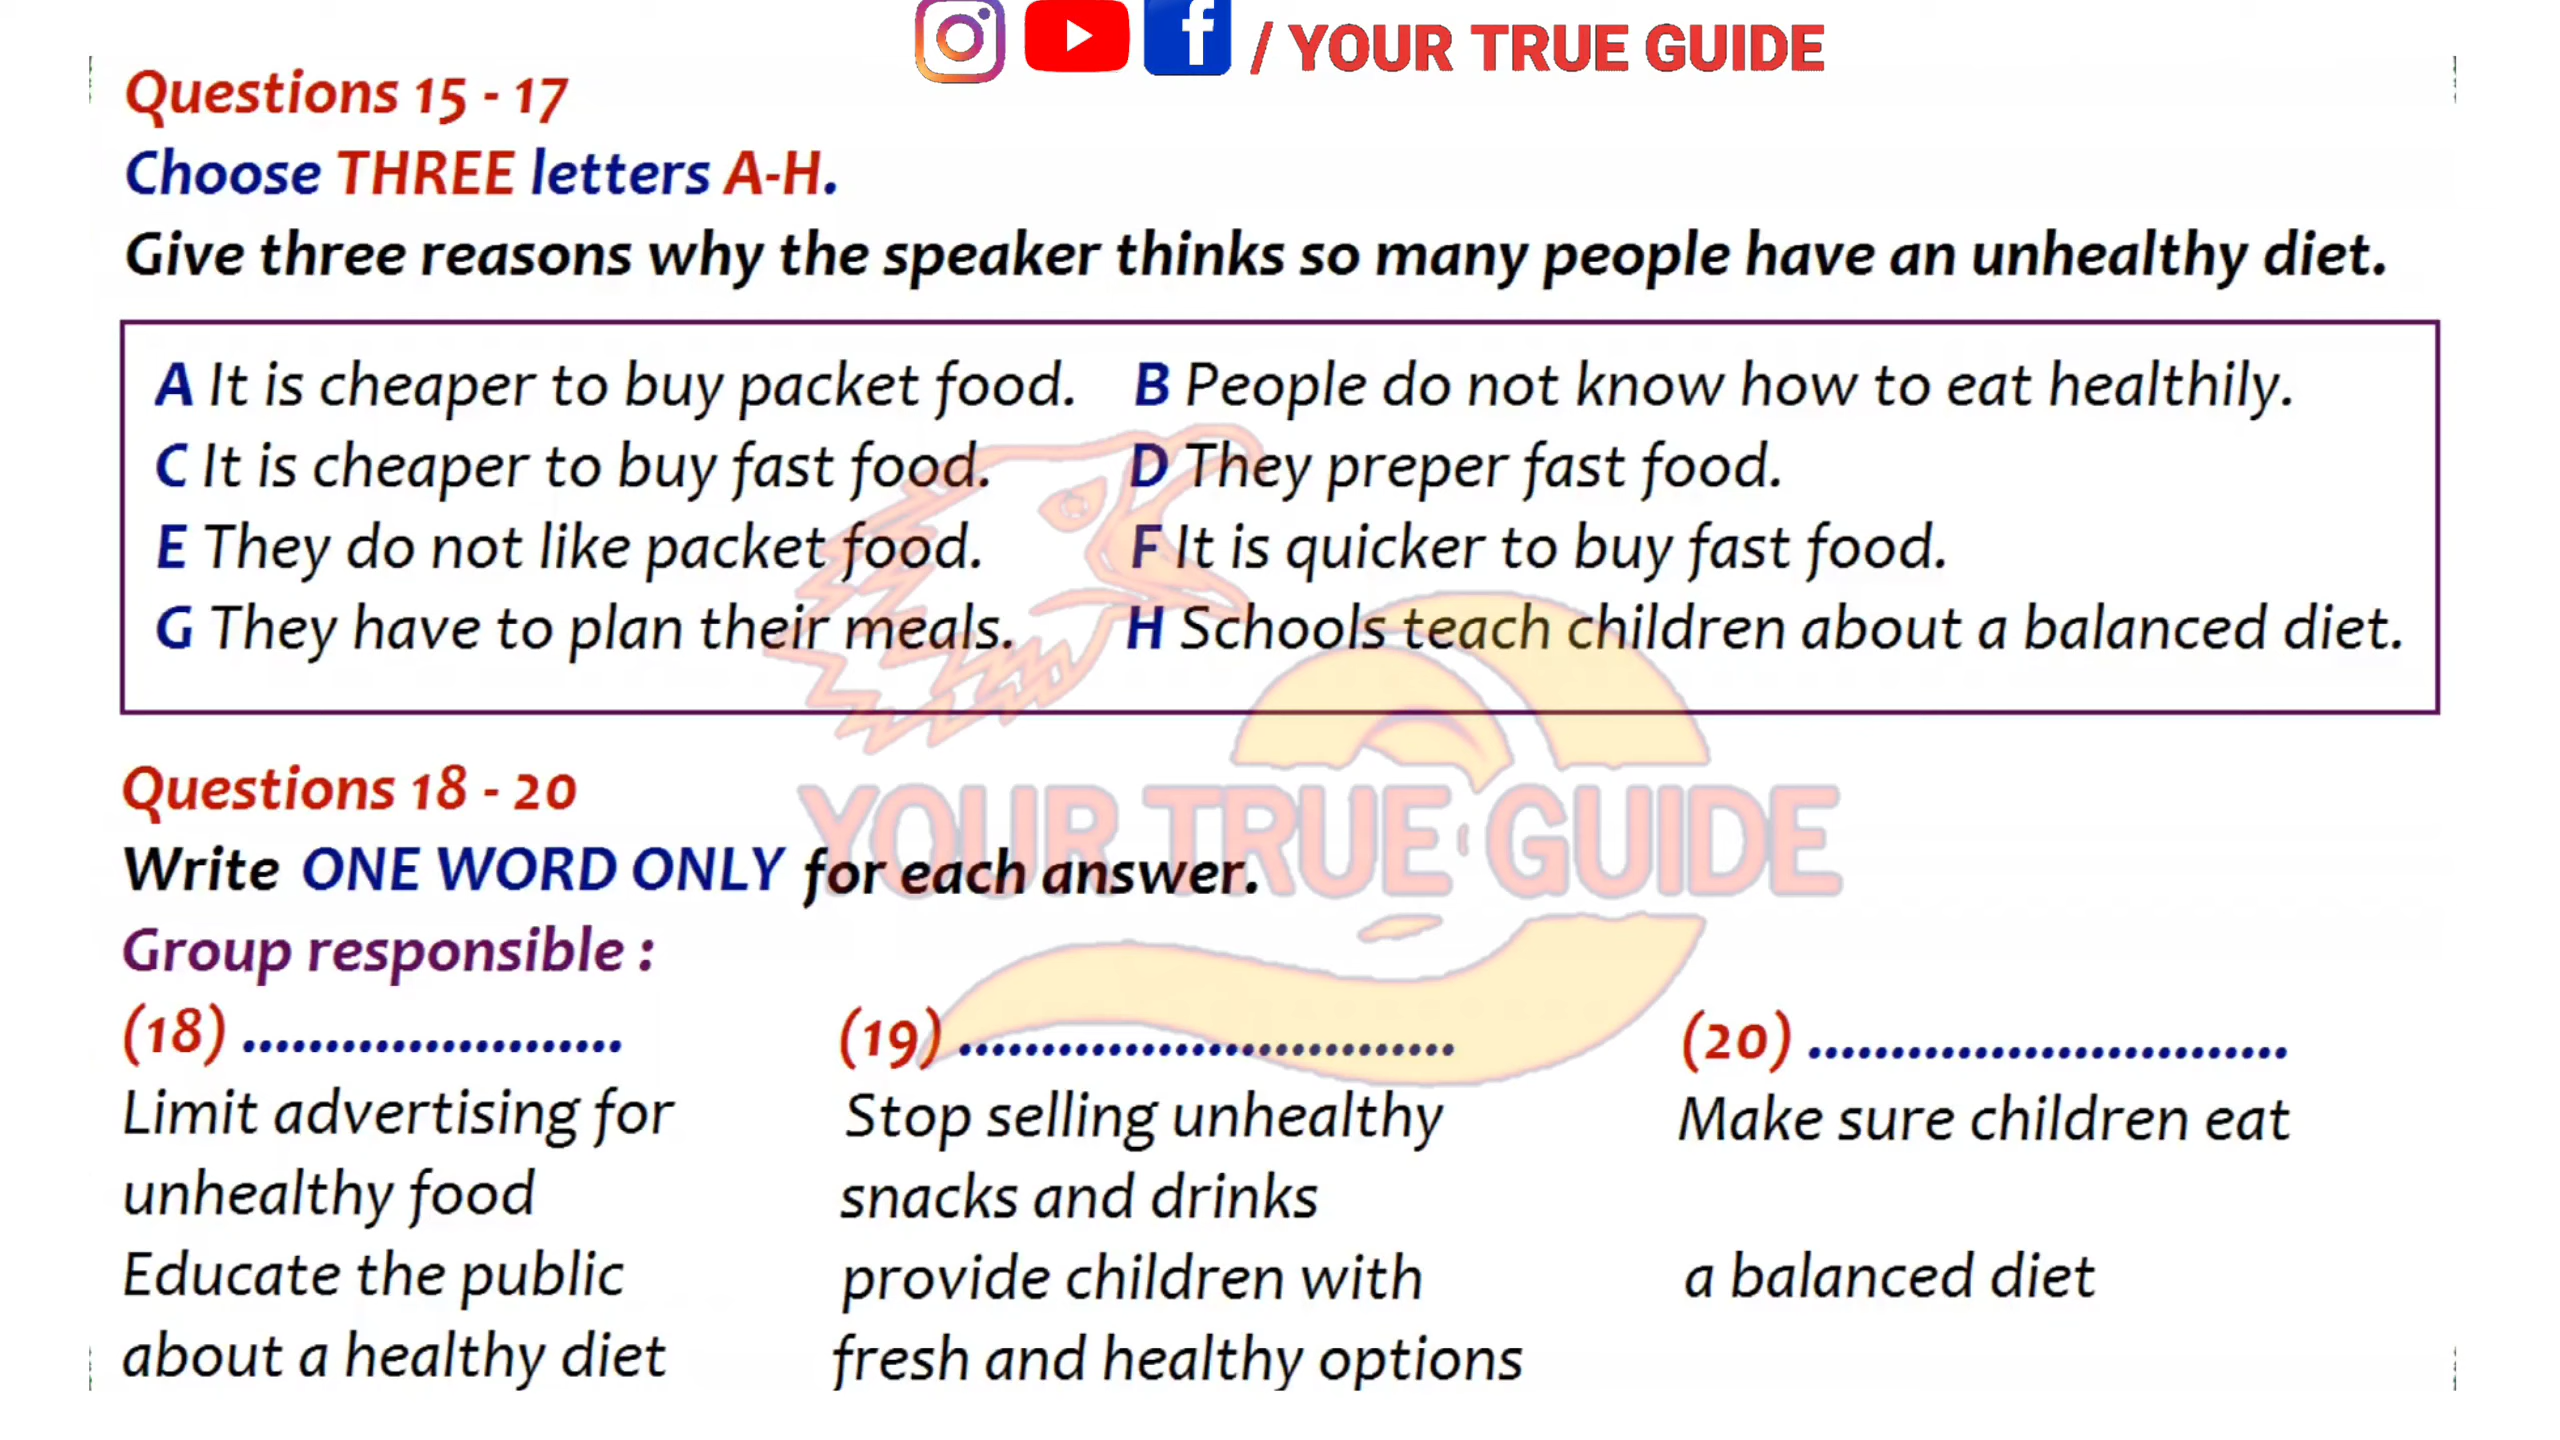 / YOUR TRUE GUIDE
Questions 15 - 17
Choose THREE letters A-H.
Give three reasons why the speaker thinks so many people have an unhealthy diet.
A It is cheaper to buy packet food. B People do not know how to eat healthily.
C It is cheaper to buy fast food. D They preper fast food.
E They do not like packet food. F It is quicker to buy fast food.
G They have to plan their meals. H Schools teach children about a balanced diet.
YOUR TRUE GUIDE
Questions 18 - 20
Write ONE WORD ONLY for each answer.
Group responsible :
(18) ....................... (19) .............................. (20) .............................
Limit advertising for Stop selling unhealthy Make sure children eat
unhealthy food snacks and drinks
Educate the public provide children with a balanced diet
about a healthy diet fresh and healthy options